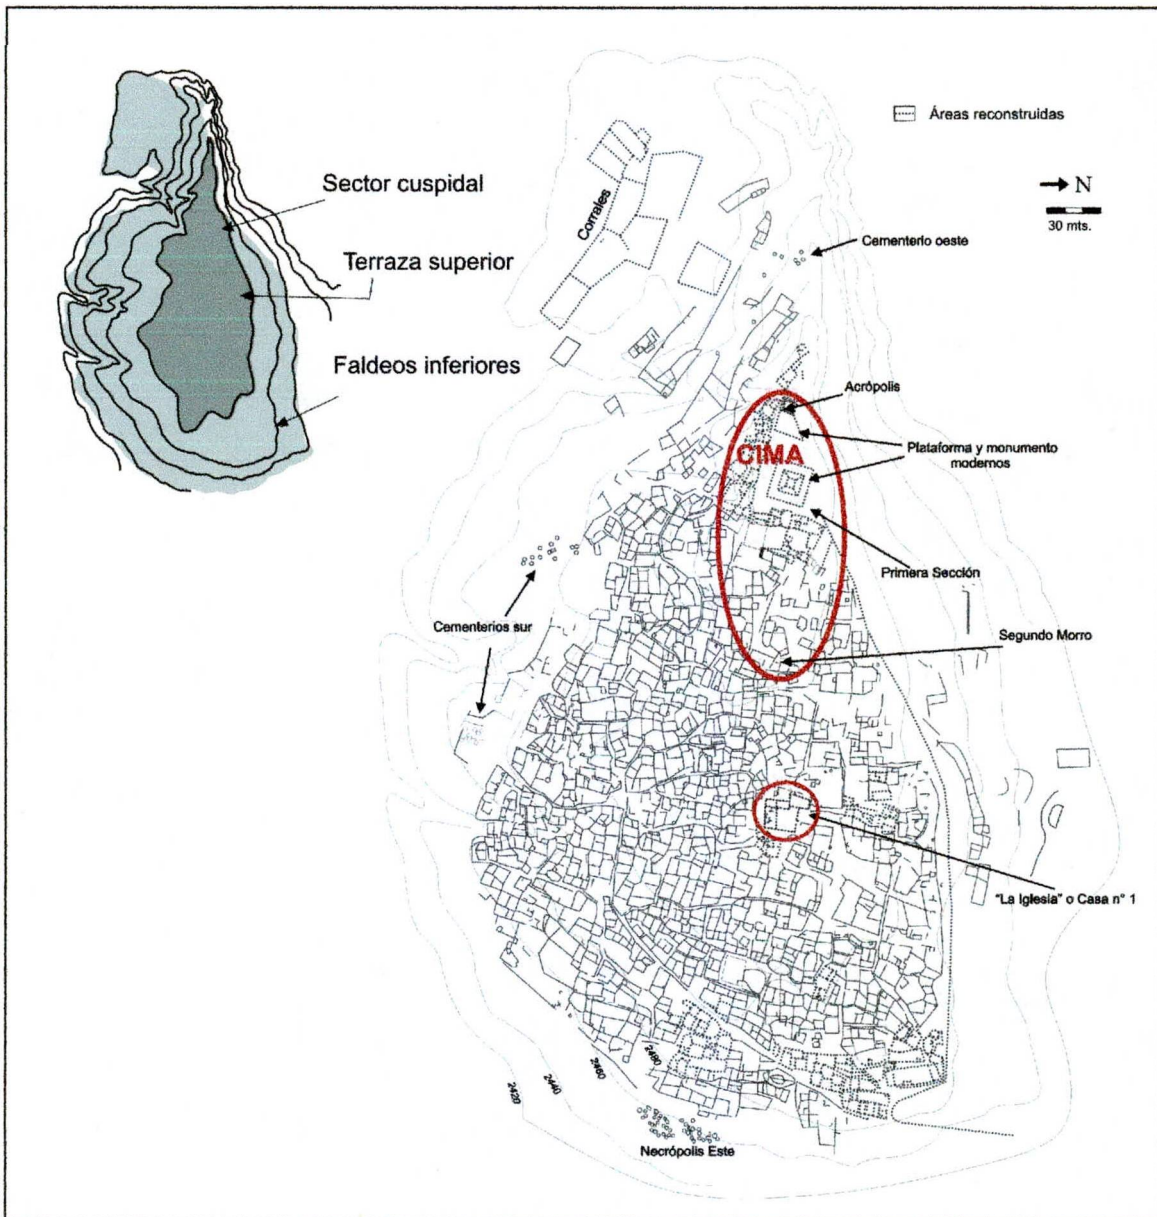 Sector cuspidal
Terraza superior
Faldeos inferiores
Áreas reconstruidas
N
30 mts.
Corrales
Cementerio oeste
Acrópolis
CIMA
Plataforma y monumento
modernos
Primera Sección
Cementerios sur
Segundo Morro
"La Iglesia" o Casa n° 1
2480
2460
2440
2420
Necrópolis Este